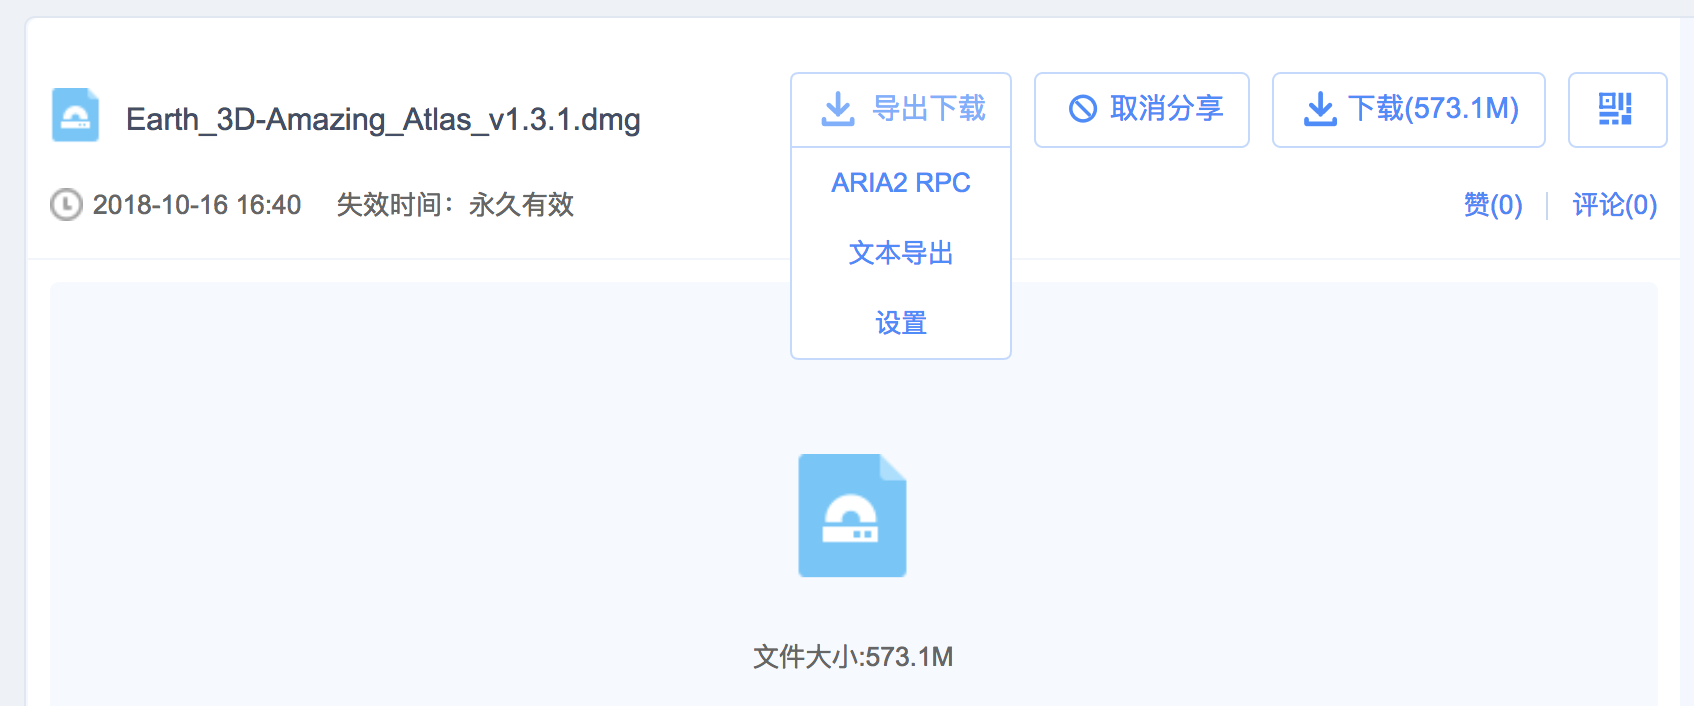 Earth_3D-Amazing_Atlas_v1.3.1.dmg
导出下载
取消分享
下载(573.1M)
2018-10-16 16:40 失效时间：永久有效
ARIA2 RPC
文本导出
设置
赞(0)
评论(0)
文件大小:573.1M